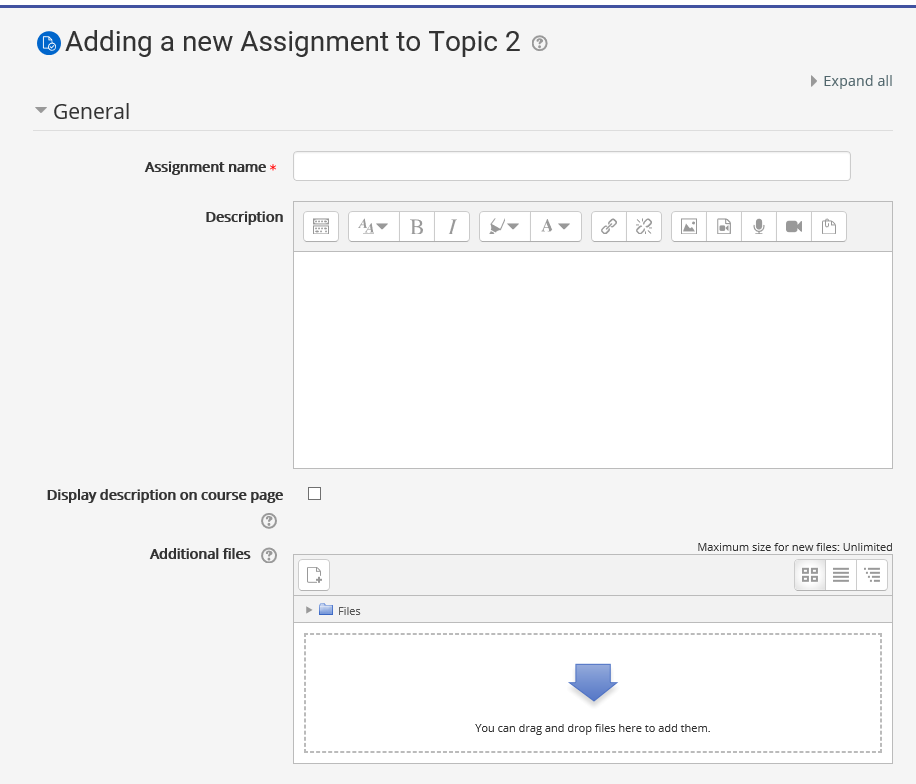 Adding a new Assignment to Topic 2
Expand all
General
Assignment name *
Description
B I
A
Display description on course page
Additional files
Maximum size for new files: Unlimited
Files
You can drag and drop files here to add them.